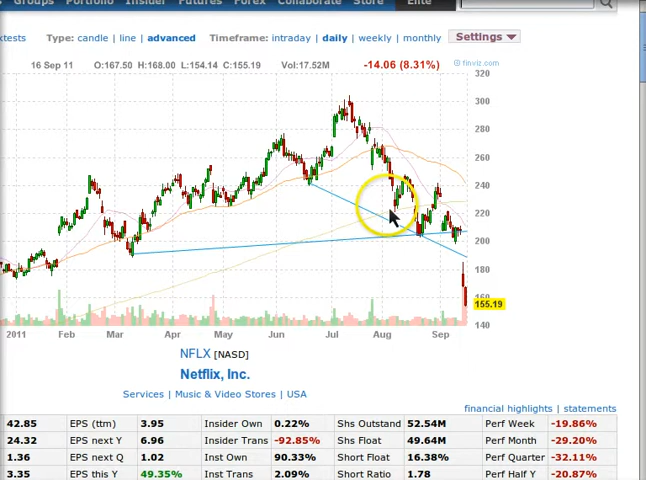 Groups Portfolio Insider Futures Forex Collaborate Store Elite
Type: candle | line | advanced Timeframe: intraday | daily | weekly | monthly Settings
16 Sep 11 O:167.50 H:168.00 L:154.14 C:155.19 Vol:17.52M -14.06 (8.31%) © finviz.com
320
300
280
260
240
220
200
180
155.19
140
2011 Feb Mar Apr May Jun Jul Aug Sep
NFLX [NASD]
Netflix, Inc.
Services | Music & Video Stores | USA
financial highlights | statements
42.85 EPS (ttm) 3.95 Insider Own 0.22% Shs Outstand 52.54M Perf Week -19.86%
24.32 EPS next Y 6.96 Insider Trans -92.85% Shs Float 49.64M Perf Month -29.20%
1.36 EPS next Q 1.02 Inst Own 90.33% Short Float 16.38% Perf Quarter -32.11%
3.35 EPS this Y 49.35% Inst Trans 2.09% Short Ratio 1.78 Perf Half Y -20.87%